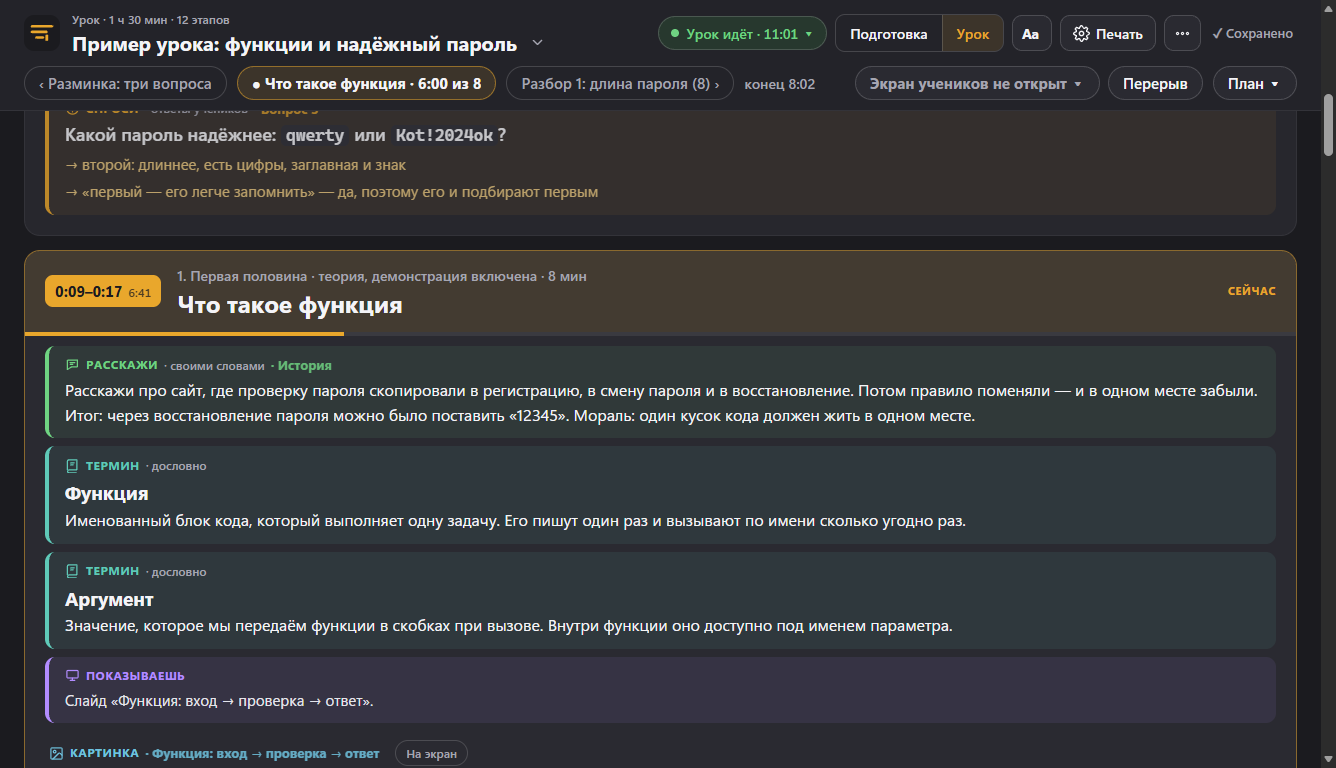 Урок · 1 ч 30 мин · 12 этапов
Пример урока: функции и надёжный пароль
Урок идёт · 11:01
Подготовка
Урок
Aa
Печать
Сохранено
‹ Разминка: три вопроса
Что такое функция · 6:00 из 8
Разбор 1: длина пароля (8) ›
конец 8:02
Экран учеников не открыт
Перерыв
План
Какой пароль надёжнее: qwerty или Kot!2024ok?
→ второй: длиннее, есть цифры, заглавная и знак
→ «первый — его легче запомнить» — да, поэтому его и подбирают первым
0:09–0:17 6:41
1. Первая половина · теория, демонстрация включена · 8 мин
Что такое функция
СЕЙЧАС
РАССКАЖИ · своими словами · История
Расскажи про сайт, где проверку пароля скопировали в регистрацию, в смену пароля и в восстановление. Потом правило поменяли — и в одном месте забыли.
Итог: через восстановление пароля можно было поставить «12345». Мораль: один кусок кода должен жить в одном месте.
ТЕРМИН · дословно
Функция
Именованный блок кода, который выполняет одну задачу. Его пишут один раз и вызывают по имени сколько угодно раз.
ТЕРМИН · дословно
Аргумент
Значение, которое мы передаём функции в скобках при вызове. Внутри функции оно доступно под именем параметра.
ПОКАЗЫВАЕШЬ
Слайд «Функция: вход → проверка → ответ».
КАРТИНКА · Функция: вход → проверка → ответ
На экран